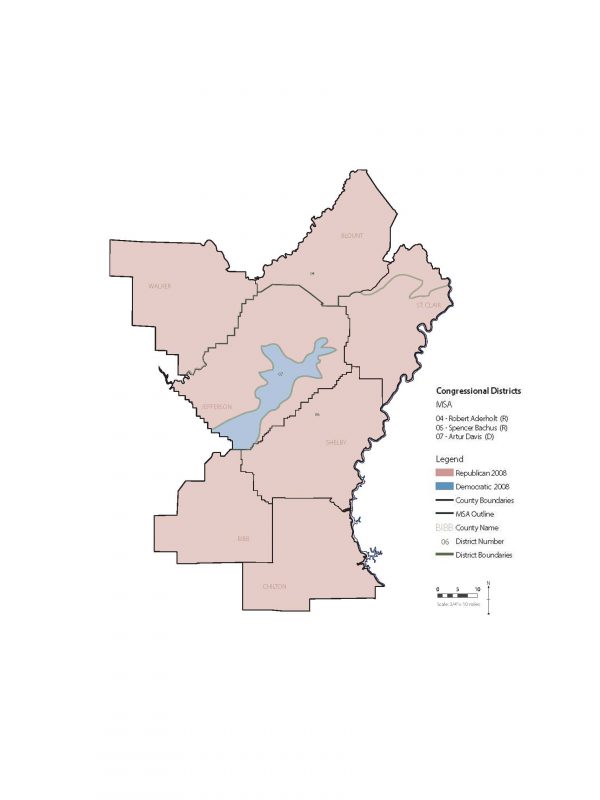 BLOUNT
04
WALKER
ST. CLAIR
07
JEFFERSON
06
SHELBY
BIBB
CHILTON
Congressional Districts
MSA
04 - Robert Aderholt (R)
06 - Spencer Bachus (R)
07 - Artur Davis (D)
Legend
Republican 2008
Democratic 2008
County Boundaries
MSA Outline
BIBB County Name
06 District Number
District Boundaries
N
0 5 10
Scale: 3/4" = 10 miles